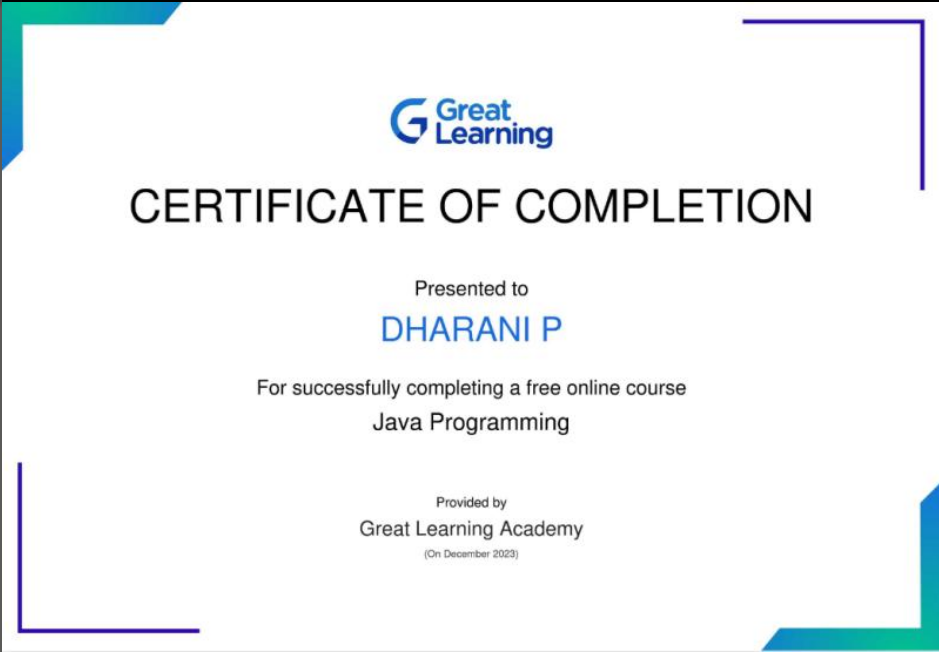 Great
Learning
CERTIFICATE OF COMPLETION
Presented to
DHARANI P
For successfully completing a free online course
Java Programming
Provided by
Great Learning Academy
(On December 2023)